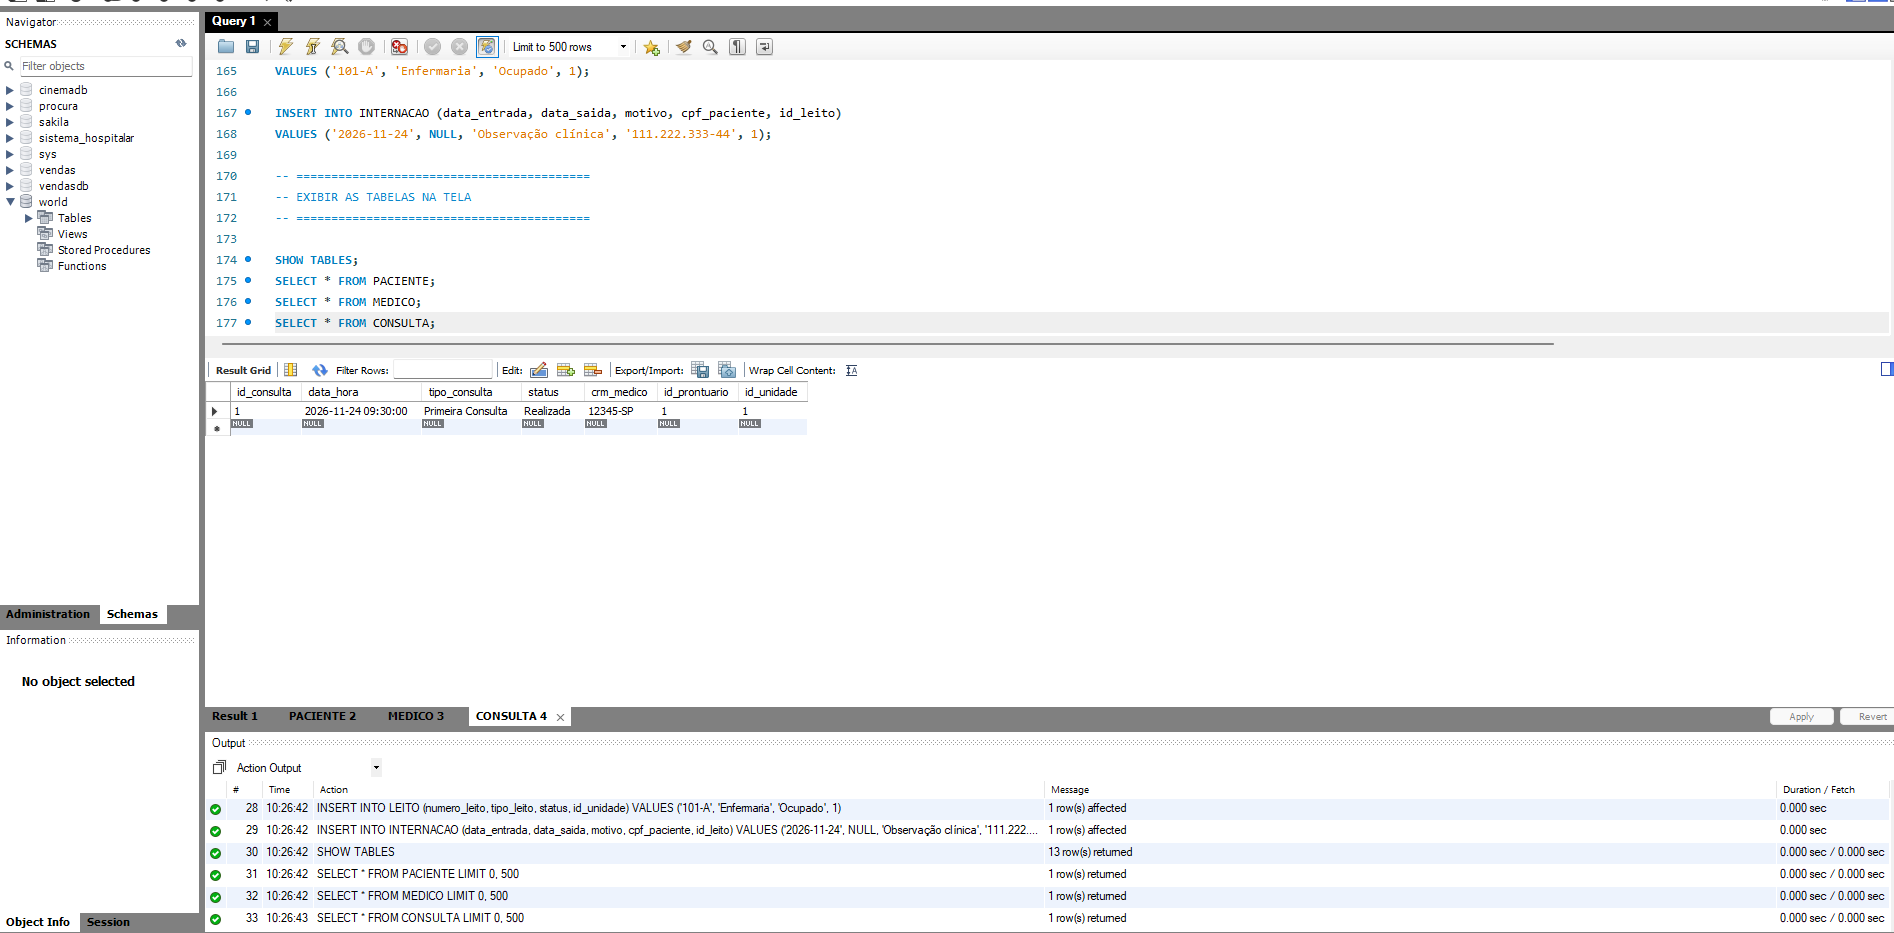 Navigator
SCHEMAS
Filter objects
cinemadb
procura
sakila
sistema_hospitalar
sys
vendas
vendasdb
world
Tables
Views
Stored Procedures
Functions
Administration Schemas
Information
No object selected
Object Info Session
Query 1
Limit to 500 rows
165 VALUES ('101-A', 'Enfermaria', 'Ocupado', 1);
166
167 INSERT INTO INTERNACAO (data_entrada, data_saida, motivo, cpf_paciente, id_leito)
168 VALUES ('2026-11-24', NULL, 'Observação clínica', '111.222.333-44', 1);
169
170 -- ==========================================
171 -- EXIBIR AS TABELAS NA TELA
172 -- ==========================================
173
174 SHOW TABLES;
175 SELECT * FROM PACIENTE;
176 SELECT * FROM MEDICO;
177 SELECT * FROM CONSULTA;
Result Grid Filter Rows: Edit: Export/Import: Wrap Cell Content:
id_consulta data_hora tipo_consulta status crm_medico id_prontuario id_unidade
1 2026-11-24 09:30:00 Primeira Consulta Realizada 12345-SP 1 1
NULL NULL NULL NULL NULL NULL NULL
Result 1 PACIENTE 2 MEDICO 3 CONSULTA 4 Apply Revert
Output
Action Output
# Time Action Message Duration / Fetch
28 10:26:42 INSERT INTO LEITO (numero_leito, tipo_leito, status, id_unidade) VALUES ('101-A', 'Enfermaria', 'Ocupado', 1) 1 row(s) affected 0.000 sec
29 10:26:42 INSERT INTO INTERNACAO (data_entrada, data_saida, motivo, cpf_paciente, id_leito) VALUES ('2026-11-24', NULL, 'Observação clínica', '111.222.... 1 row(s) affected 0.000 sec
30 10:26:42 SHOW TABLES 13 row(s) returned 0.000 sec / 0.000 sec
31 10:26:42 SELECT * FROM PACIENTE LIMIT 0, 500 1 row(s) returned 0.000 sec / 0.000 sec
32 10:26:42 SELECT * FROM MEDICO LIMIT 0, 500 1 row(s) returned 0.000 sec / 0.000 sec
33 10:26:43 SELECT * FROM CONSULTA LIMIT 0, 500 1 row(s) returned 0.000 sec / 0.000 sec